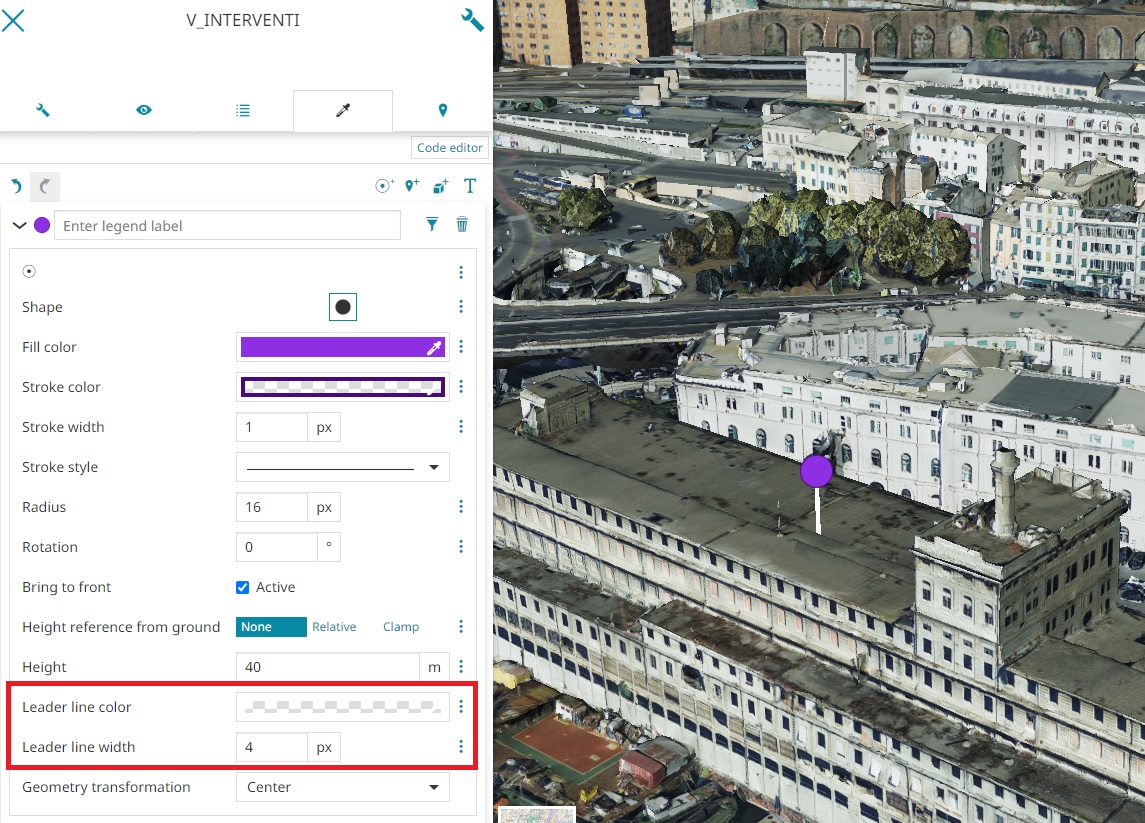 V_INTERVENTI
Code editor
T
Enter legend label
Shape
Fill color
Stroke color
Stroke width 1 px
Stroke style
Radius 16 px
Rotation 0 °
Bring to front Active
Height reference from ground None Relative Clamp
Height 40 m
Leader line color
Leader line width 4 px
Geometry transformation Center